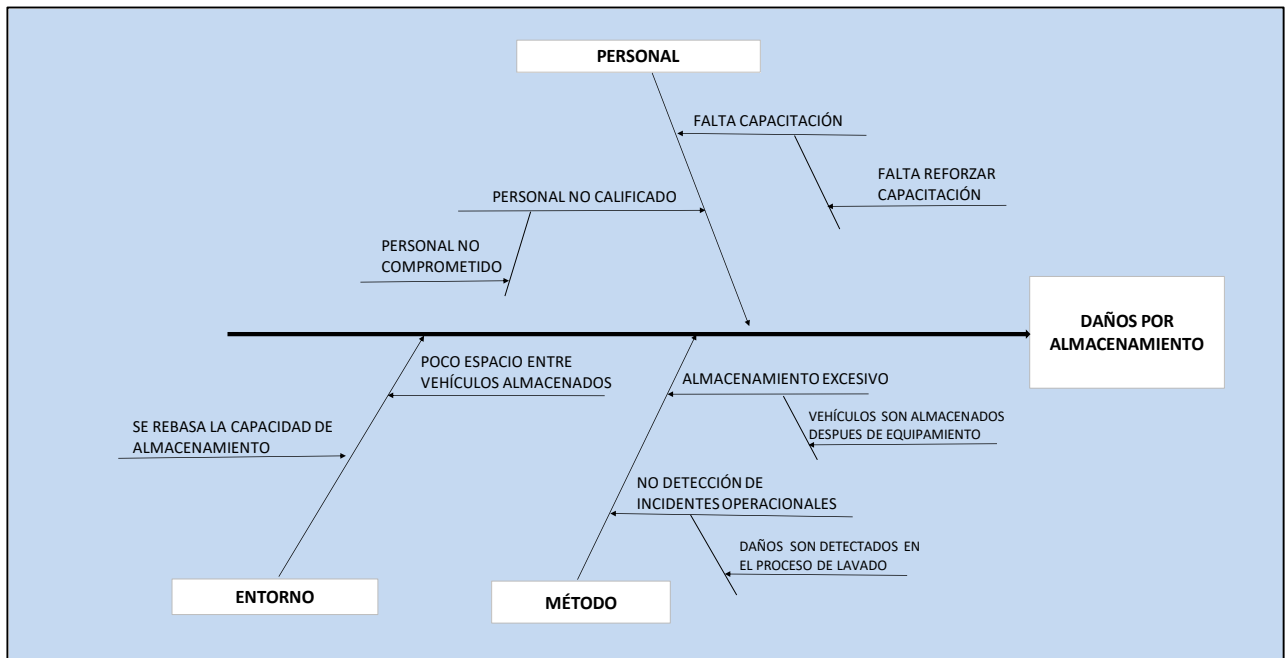 PERSONAL
FALTA CAPACITACIÓN
FALTA REFORZAR
CAPACITACIÓN
PERSONAL NO CALIFICADO
PERSONAL NO
COMPROMETIDO
DAÑOS POR
ALMACENAMIENTO
POCO ESPACIO ENTRE
VEHÍCULOS ALMACENADOS
SE REBASA LA CAPACIDAD DE
ALMACENAMIENTO
ENTORNO
ALMACENAMIENTO EXCESIVO
VEHÍCULOS SON ALMACENADOS
DESPUES DE EQUIPAMIENTO
NO DETECCIÓN DE
INCIDENTES OPERACIONALES
DAÑOS SON DETECTADOS EN
EL PROCESO DE LAVADO
MÉTODO